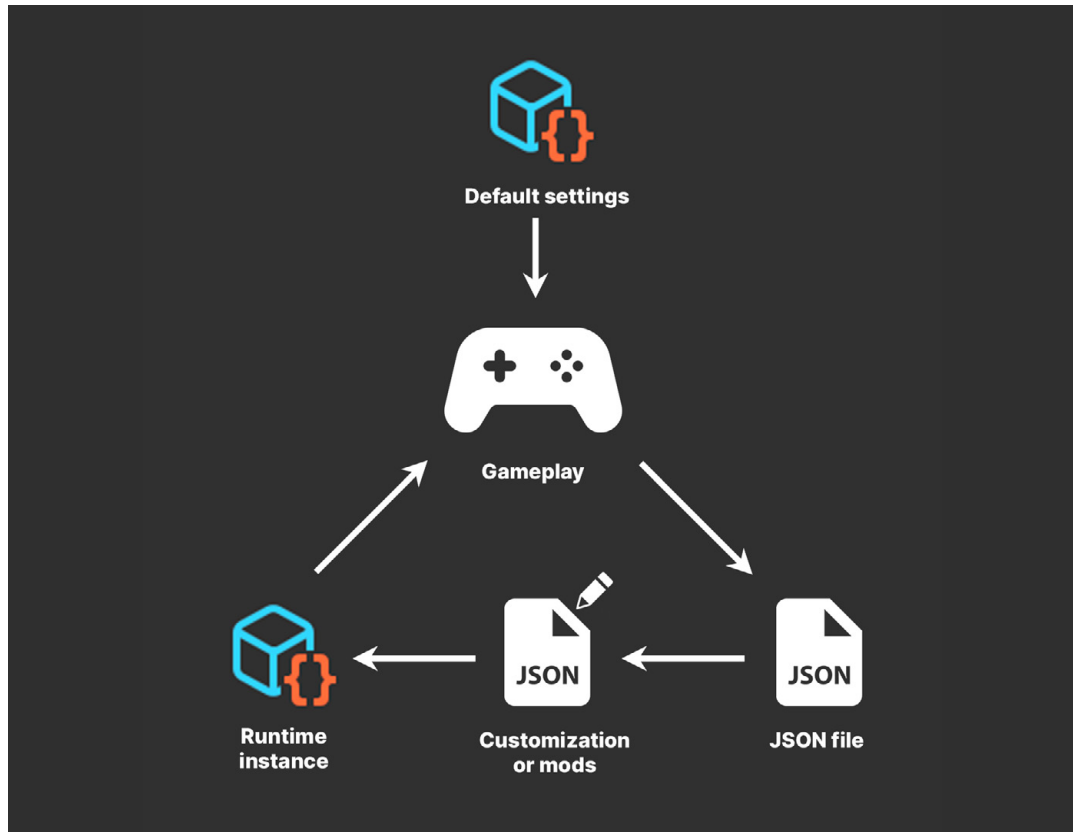 {}
Default settings
Gameplay
JSON
JSON
{}
Runtime
instance
Customization
or mods
JSON file